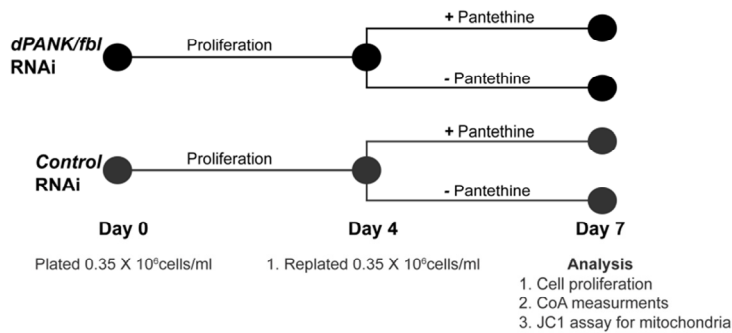 + Pantethine
dPANK/fbl
RNAi
Proliferation
- Pantethine
+ Pantethine
Control
RNAi
Proliferation
- Pantethine
Day 0
Day 4
Day 7
Plated 0.35 X 10⁶cells/ml
1. Replated 0.35 X 10⁶cells/ml
Analysis
1. Cell proliferation
2. CoA measurments
3. JC1 assay for mitochondria